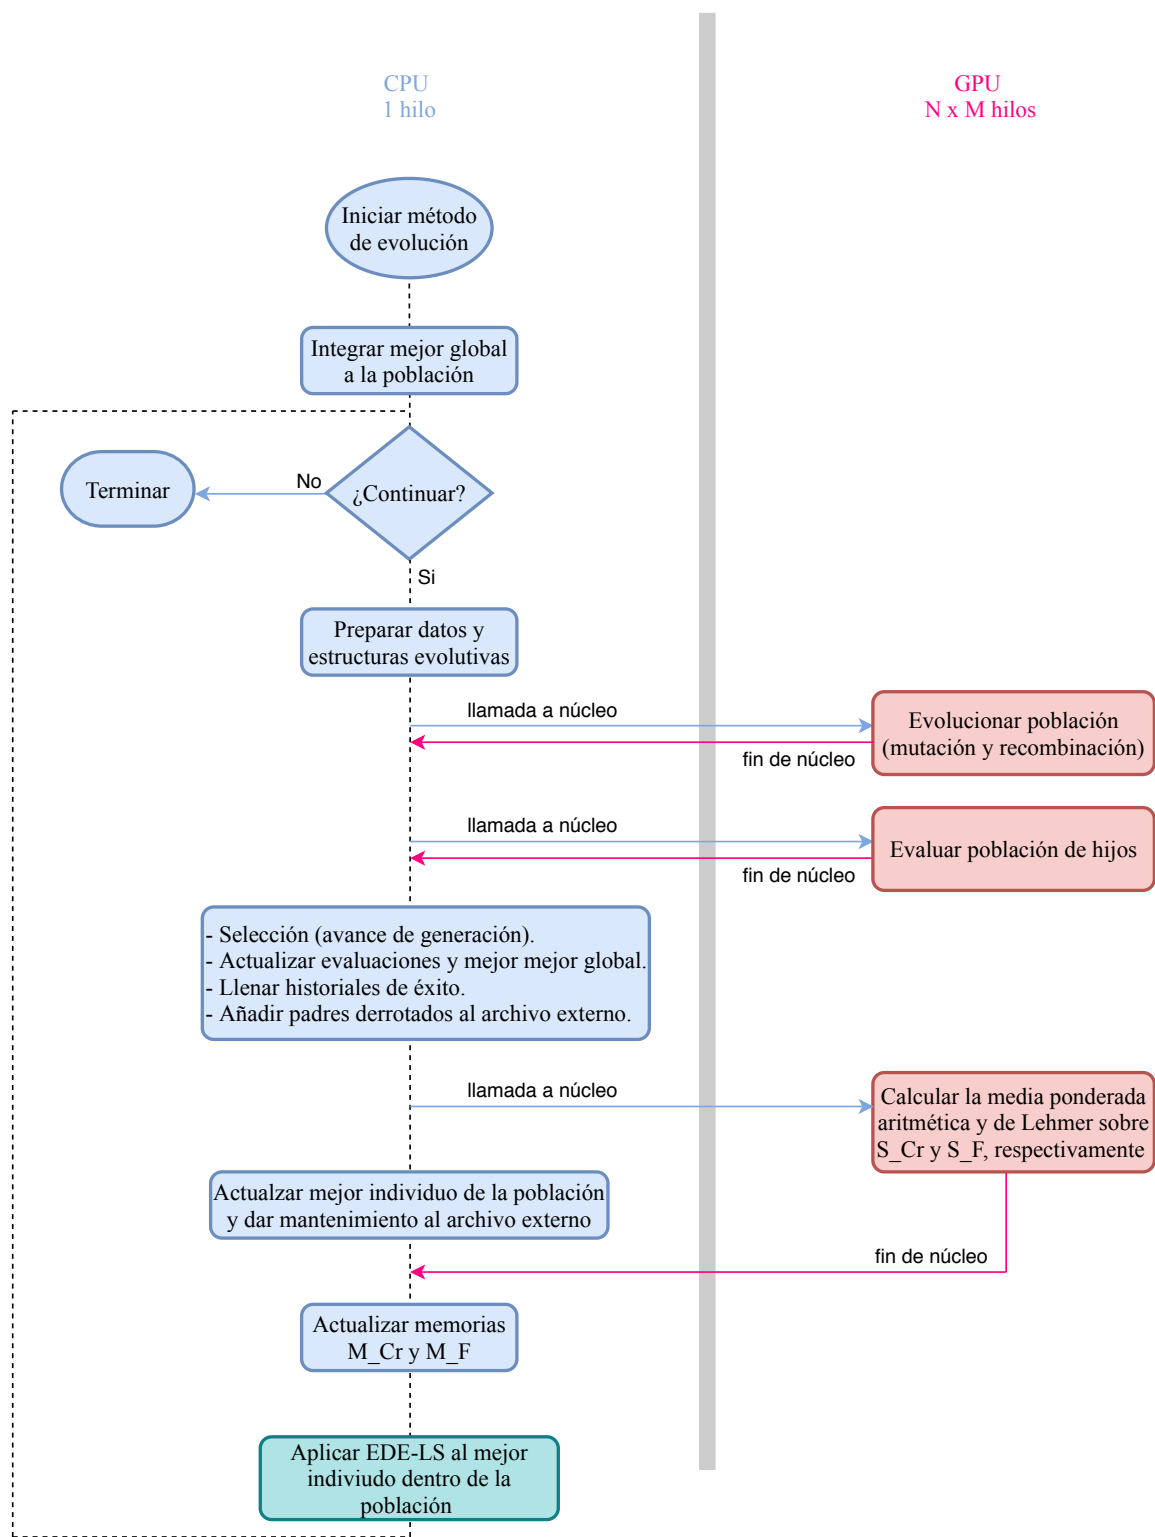 CPU
1 hilo
GPU
N x M hilos
Iniciar método
de evolución
Integrar mejor global
a la población
¿Continuar?
No
Terminar
Si
Preparar datos y
estructuras evolutivas
llamada a núcleo
Evolucionar población
(mutación y recombinación)
fin de núcleo
llamada a núcleo
Evaluar población de hijos
fin de núcleo
- Selección (avance de generación).
- Actualizar evaluaciones y mejor mejor global.
- Llenar historiales de éxito.
- Añadir padres derrotados al archivo externo.
llamada a núcleo
Calcular la media ponderada
aritmética y de Lehmer sobre
S_Cr y S_F, respectivamente
Actualzar mejor individuo de la población
y dar mantenimiento al archivo externo
fin de núcleo
Actualizar memorias
M_Cr y M_F
Aplicar EDE-LS al mejor
indiviudo dentro de la
población